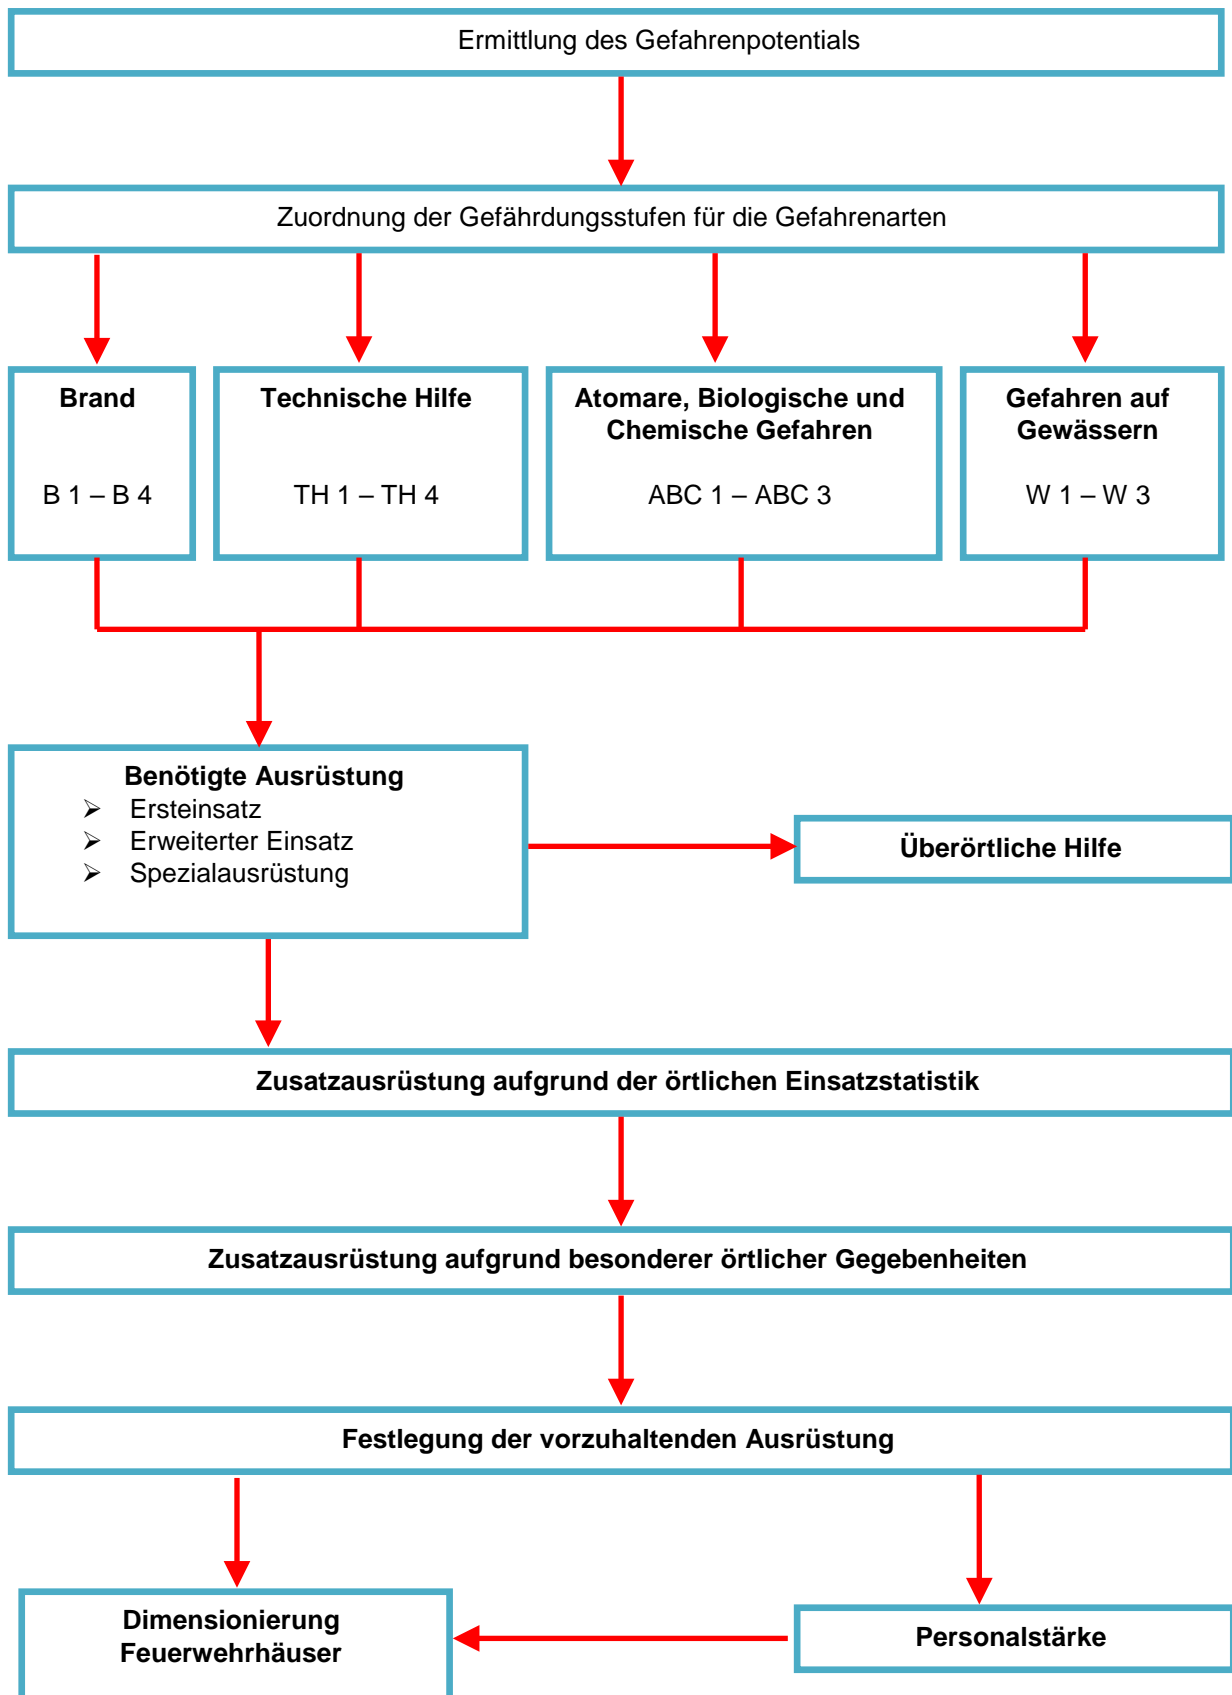 Ermittlung des Gefahrenpotentials
Zuordnung der Gefährdungsstufen für die Gefahrenarten
Brand
B 1 – B 4
Technische Hilfe
TH 1 – TH 4
Atomare, Biologische und
Chemische Gefahren
ABC 1 – ABC 3
Gefahren auf
Gewässern
W 1 – W 3
Benötigte Ausrüstung
➢ Ersteinsatz
➢ Erweiterter Einsatz
➢ Spezialausrüstung
Überörtliche Hilfe
Zusatzausrüstung aufgrund der örtlichen Einsatzstatistik
Zusatzausrüstung aufgrund besonderer örtlicher Gegebenheiten
Festlegung der vorzuhaltenden Ausrüstung
Dimensionierung
Feuerwehrhäuser
Personalstärke